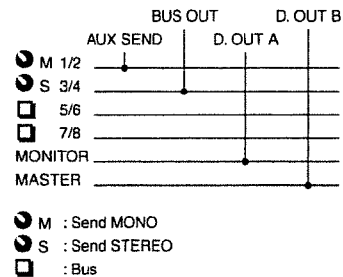 BUS OUT D. OUT B
AUX SEND D. OUT A
M 1/2
S 3/4
5/6
7/8
MONITOR
MASTER
M : Send MONO
S : Send STEREO
: Bus